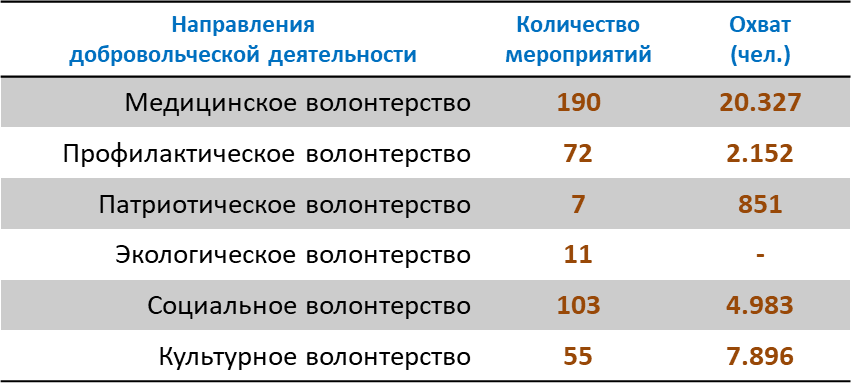 Направления добровольческой деятельности Количество мероприятий Охват (чел.)
Медицинское волонтерство 190 20.327
Профилактическое волонтерство 72 2.152
Патриотическое волонтерство 7 851
Экологическое волонтерство 11 -
Социальное волонтерство 103 4.983
Культурное волонтерство 55 7.896